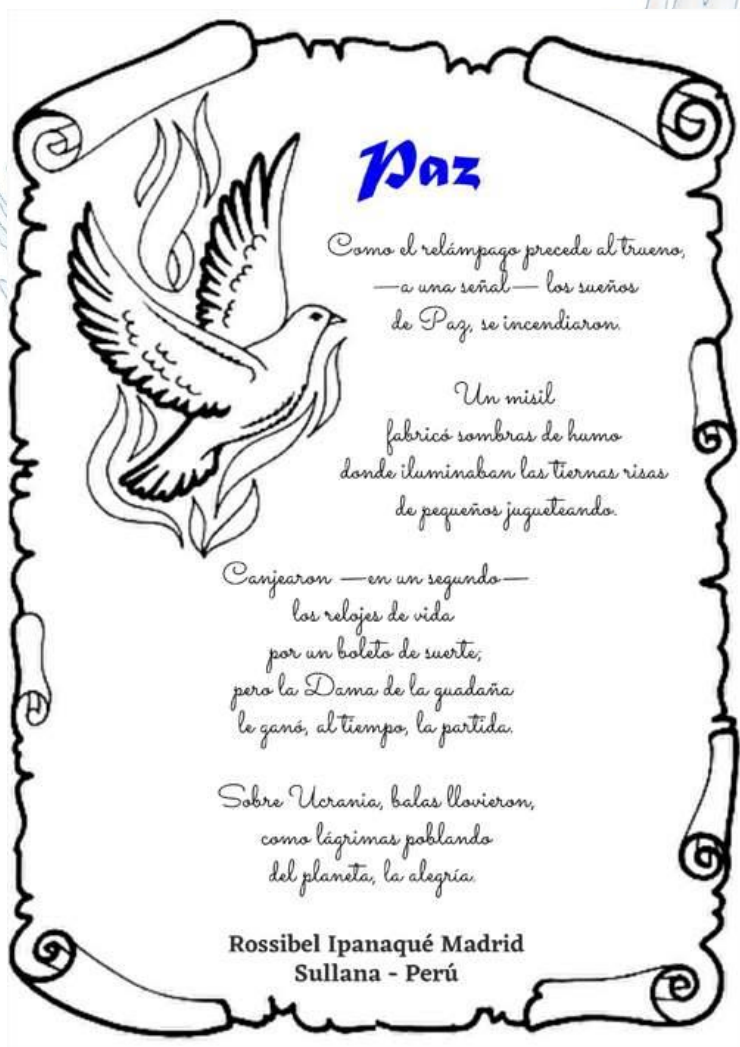 Paz
Como el relámpago precede al trueno,
—a una señal— los sueños
de Paz, se incendiaron.
Un misil
fabricó sombras de humo
donde iluminaban las tiernas risas
de pequeños jugueteando.
Canjearon —en un segundo—
los relojes de vida
por un boleto de suerte;
pero la Dama de la guadaña
le ganó, al tiempo, la partida.
Sobre Ucrania, balas llovieron,
como lágrimas poblando
del planeta, la alegría.
Rossibel Ipanaqué Madrid
Sullana - Perú